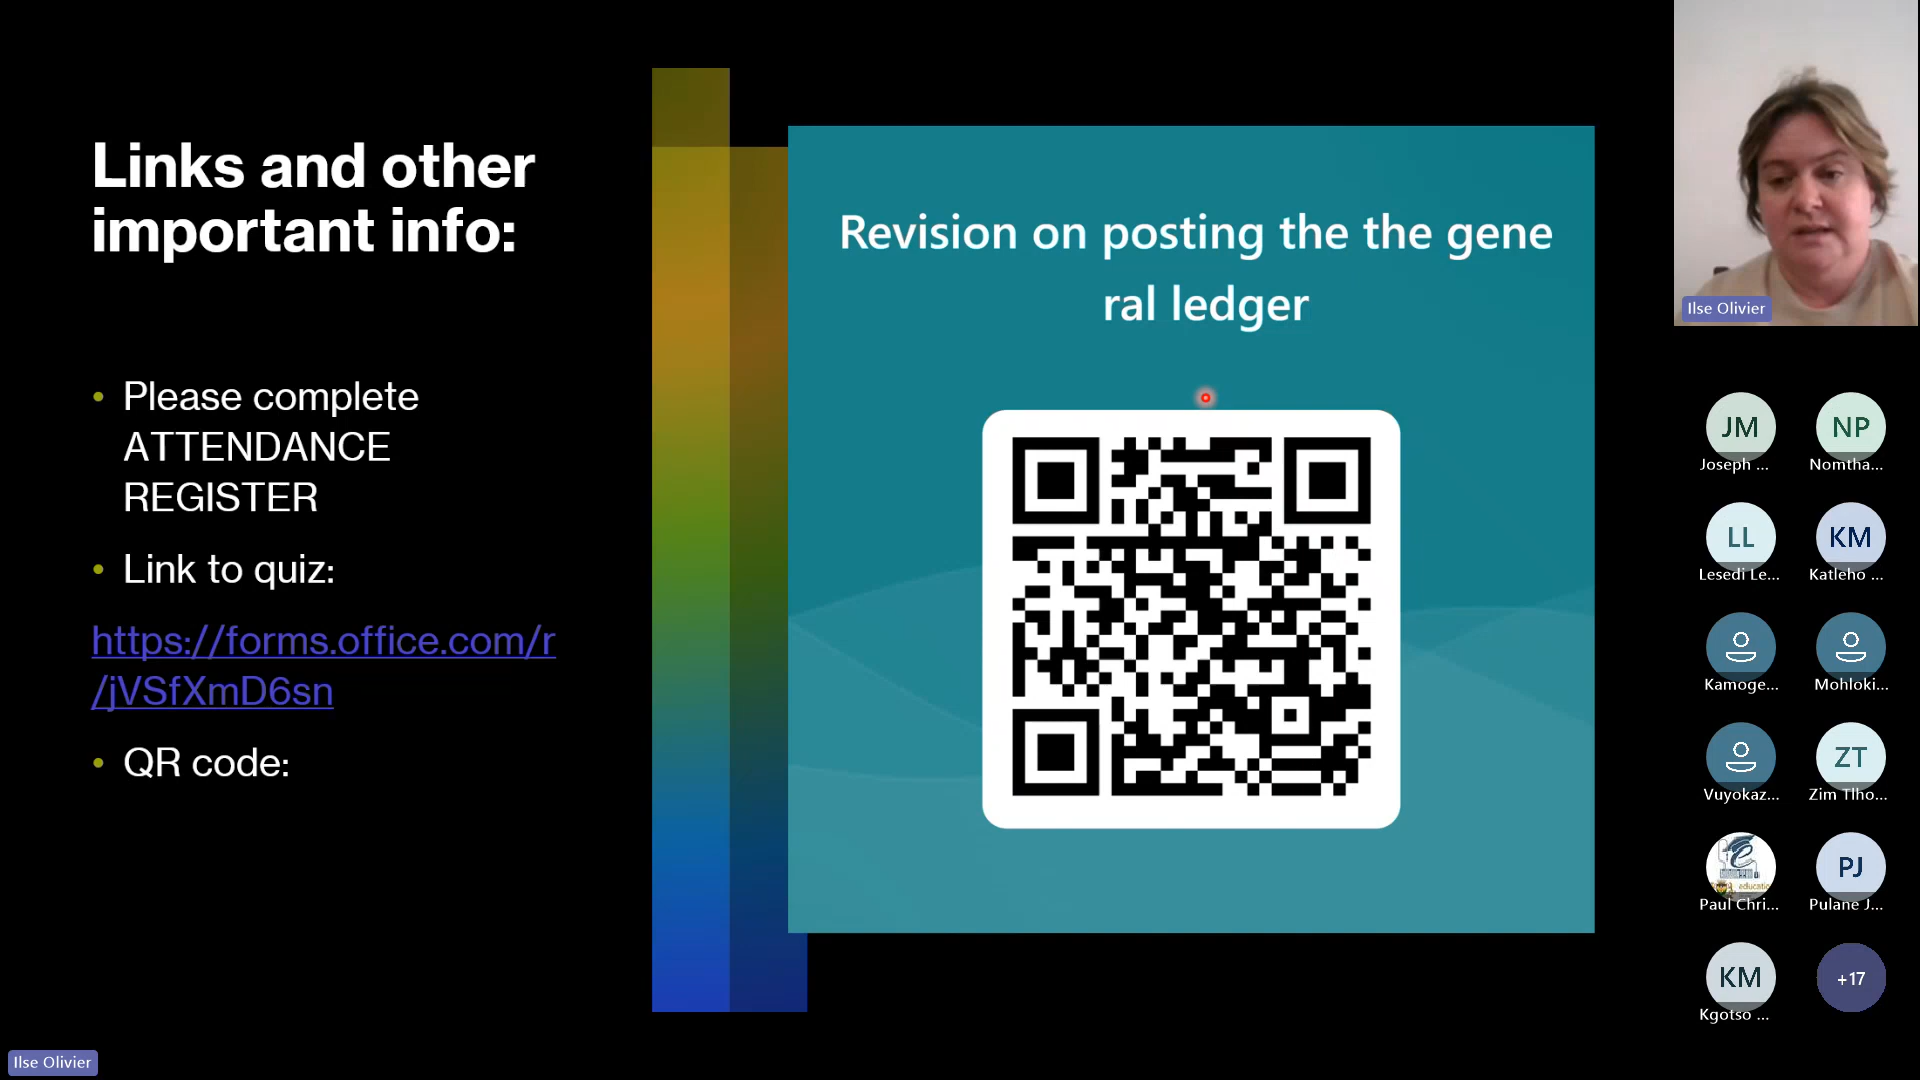 Links and other
important info:
• Please complete
ATTENDANCE
REGISTER
• Link to quiz:
https://forms.office.com/r
/jVSfXmD6sn
• QR code:
Revision on posting the the gene
ral ledger
Ilse Olivier
JM
Joseph ...
NP
Nomtha...
LL
Lesedi Le...
KM
Katleho ...
Kamoge...
Mohloki...
Vuyokaz...
ZT
Zim Tlho...
Paul Chri...
PJ
Pulane J...
KM
Kgotso ...
+17
Ilse Olivier